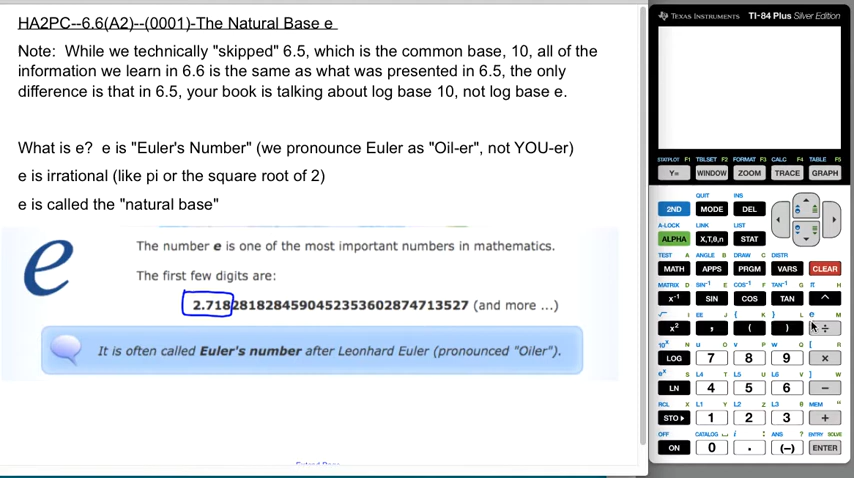 HA2PC--6.6(A2)--(0001)-The Natural Base e
Note: While we technically "skipped" 6.5, which is the common base, 10, all of the
information we learn in 6.6 is the same as what was presented in 6.5, the only
difference is that in 6.5, your book is talking about log base 10, not log base e.
What is e? e is "Euler's Number" (we pronounce Euler as "Oil-er", not YOU-er)
e is irrational (like pi or the square root of 2)
e is called the "natural base"
e
The number e is one of the most important numbers in mathematics.
The first few digits are:
2.7182818284590452353602874713527 (and more ...)
It is often called Euler's number after Leonhard Euler (pronounced "Oiler").
TEXAS INSTRUMENTS TI-84 Plus Silver Edition
STATPLOT F1 TBLSET F2 FORMAT F3 CALC F4 TABLE F5
Y= WINDOW ZOOM TRACE GRAPH
QUIT INS
2ND MODE DEL
A-LOCK LINK LIST
ALPHA X,T,θ,n STAT
TEST A ANGLE B DRAW C DISTR
MATH APPS PRGM VARS CLEAR
MATRIX D SIN⁻¹ E COS⁻¹ F TAN⁻¹ G π H
x⁻¹ SIN COS TAN ^
√ I EE J { K } L e M
x² , ( ) ÷
10ˣ N u O v P w Q [ R
LOG 7 8 9 ×
eˣ S L4 T L5 U L6 V ] W
LN 4 5 6 −
RCL X L1 Y L2 Z L3 θ MEM "
STO▸ 1 2 3 +
OFF CATALOG i : ANS ? ENTRY SOLVE
ON 0 . (−) ENTER